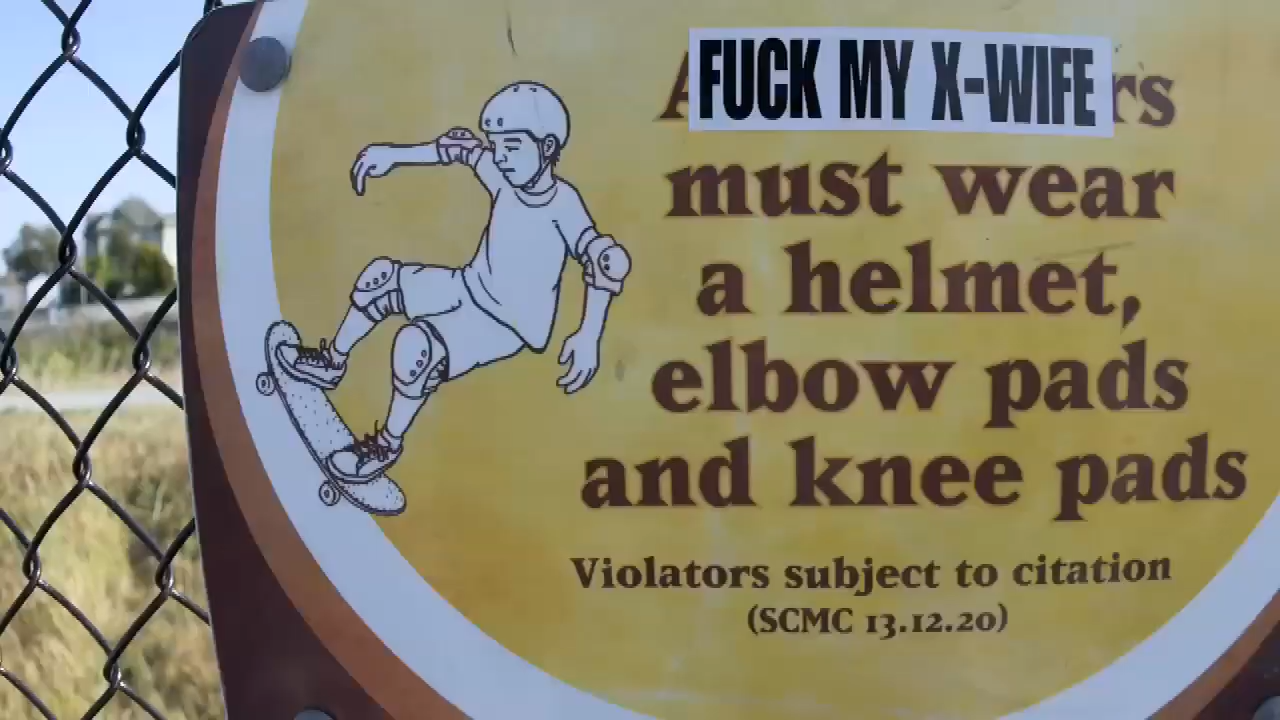 FUCK MY X-WIFE
must wear
a helmet,
elbow pads
and knee pads
Violators subject to citation
(SCMC 13.12.20)